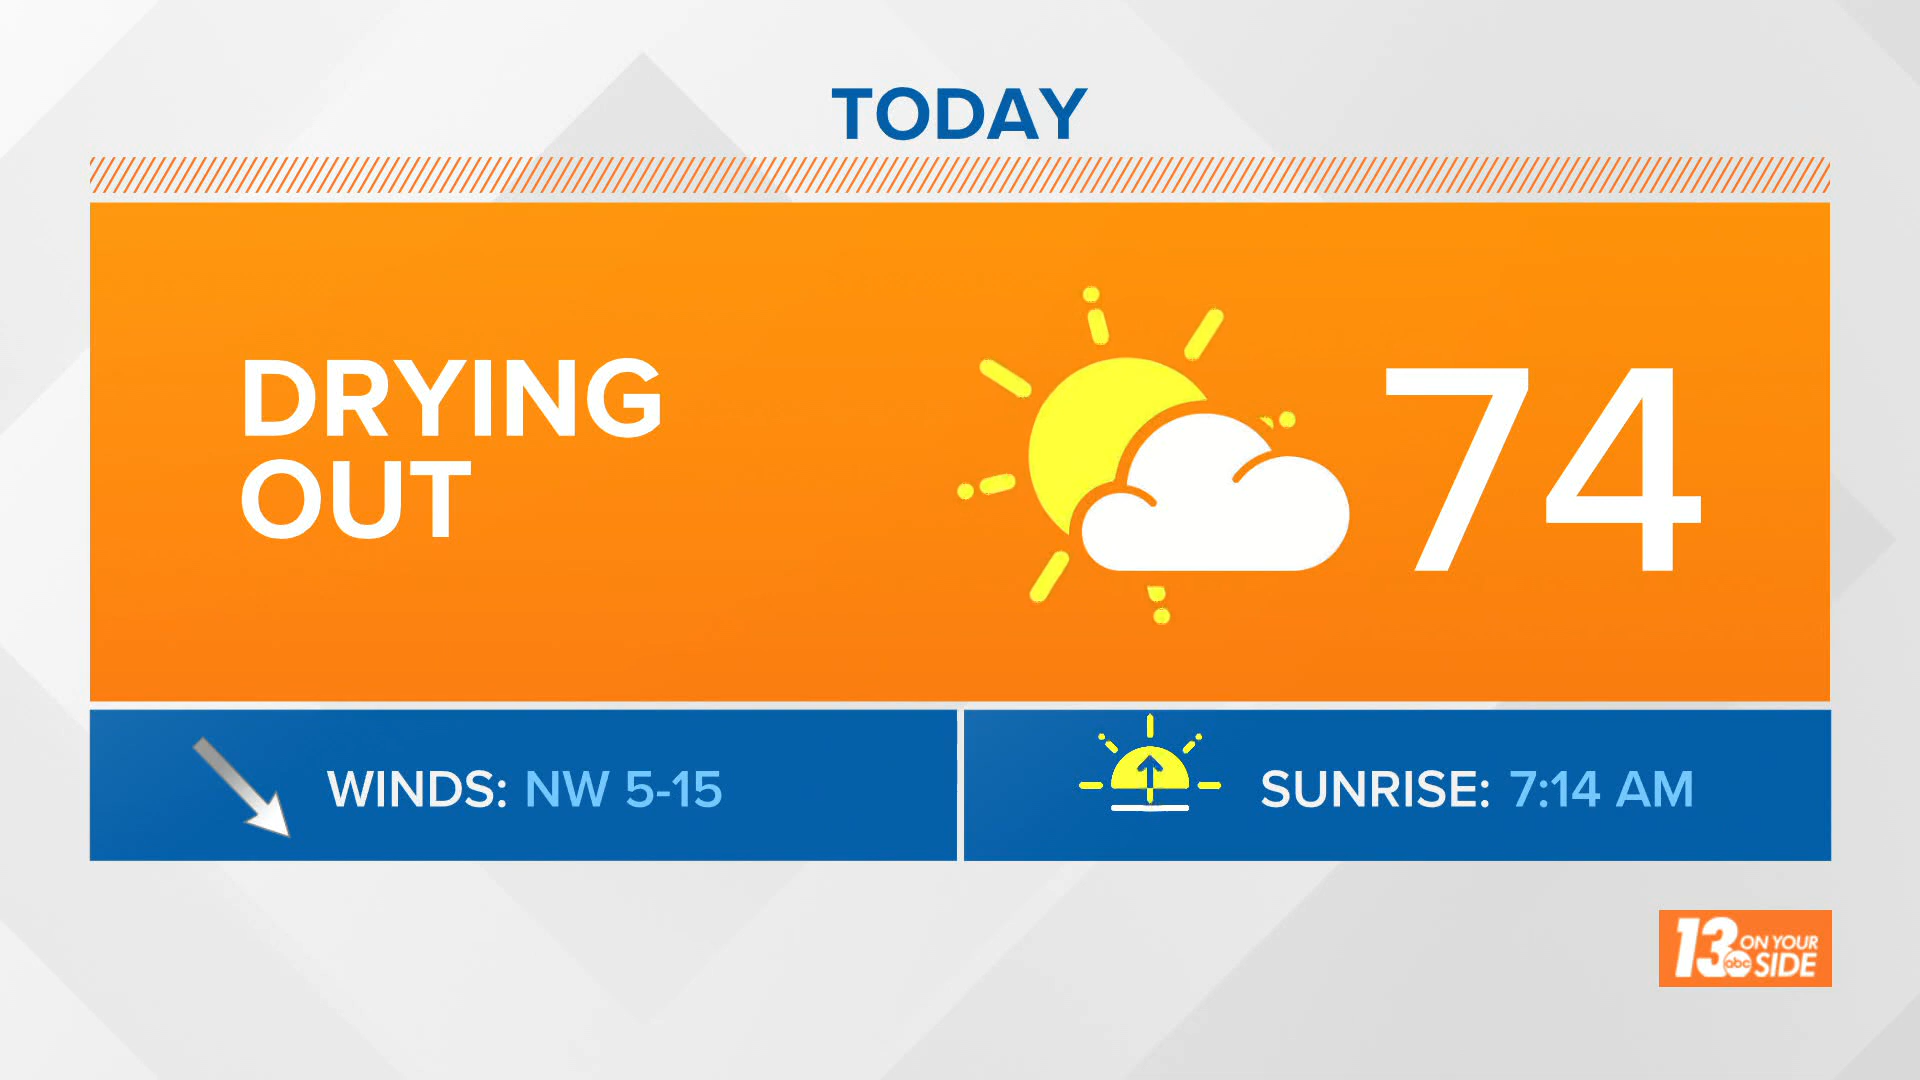 TODAY
DRYING
OUT
74
WINDS: NW 5-15
SUNRISE: 7:14 AM
13 ON YOUR
abc SIDE